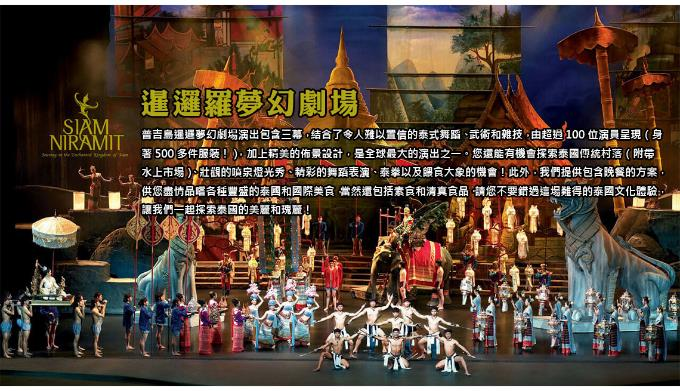 暹邏羅夢幻劇場
SIAM
NIRAMIT
Journey to the Enchanted Kingdom of Siam
普吉島暹邏夢幻劇場演出包含三幕，結合了令人難以置信的泰式舞蹈、武術和雜技，由超過 100 位演員呈現（身
著 500 多件服裝！），加上精美的佈景設計，是全球最大的演出之一。您還能有機會探索泰國傳統村落（附帶
水上市場）、壯觀的噴泉燈光秀、精彩的舞蹈表演、泰拳以及餵食大象的機會！此外，我們提供包含晚餐的方案，
供您盡情品嚐各種豐盛的泰國和國際美食，當然還包括素食和清真食品，請您不要錯過這場難得的泰國文化體驗，
讓我們一起探索泰國的美麗和瑰麗！